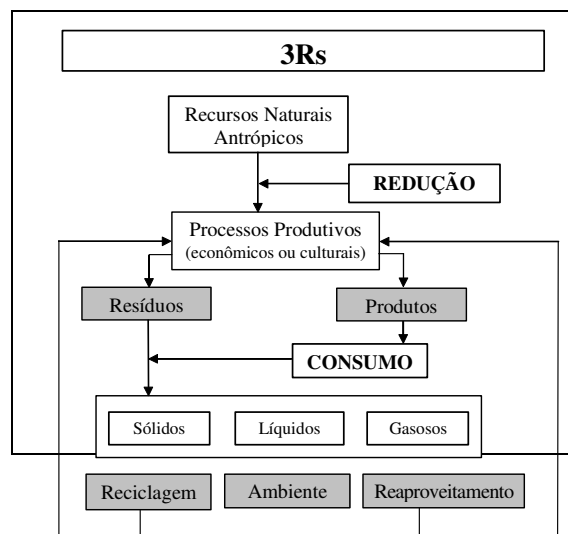 3Rs
Recursos Naturais
Antrópicos
REDUÇÃO
Processos Produtivos
(econômicos ou culturais)
Resíduos
Produtos
CONSUMO
Sólidos
Líquidos
Gasosos
Reciclagem
Ambiente
Reaproveitamento